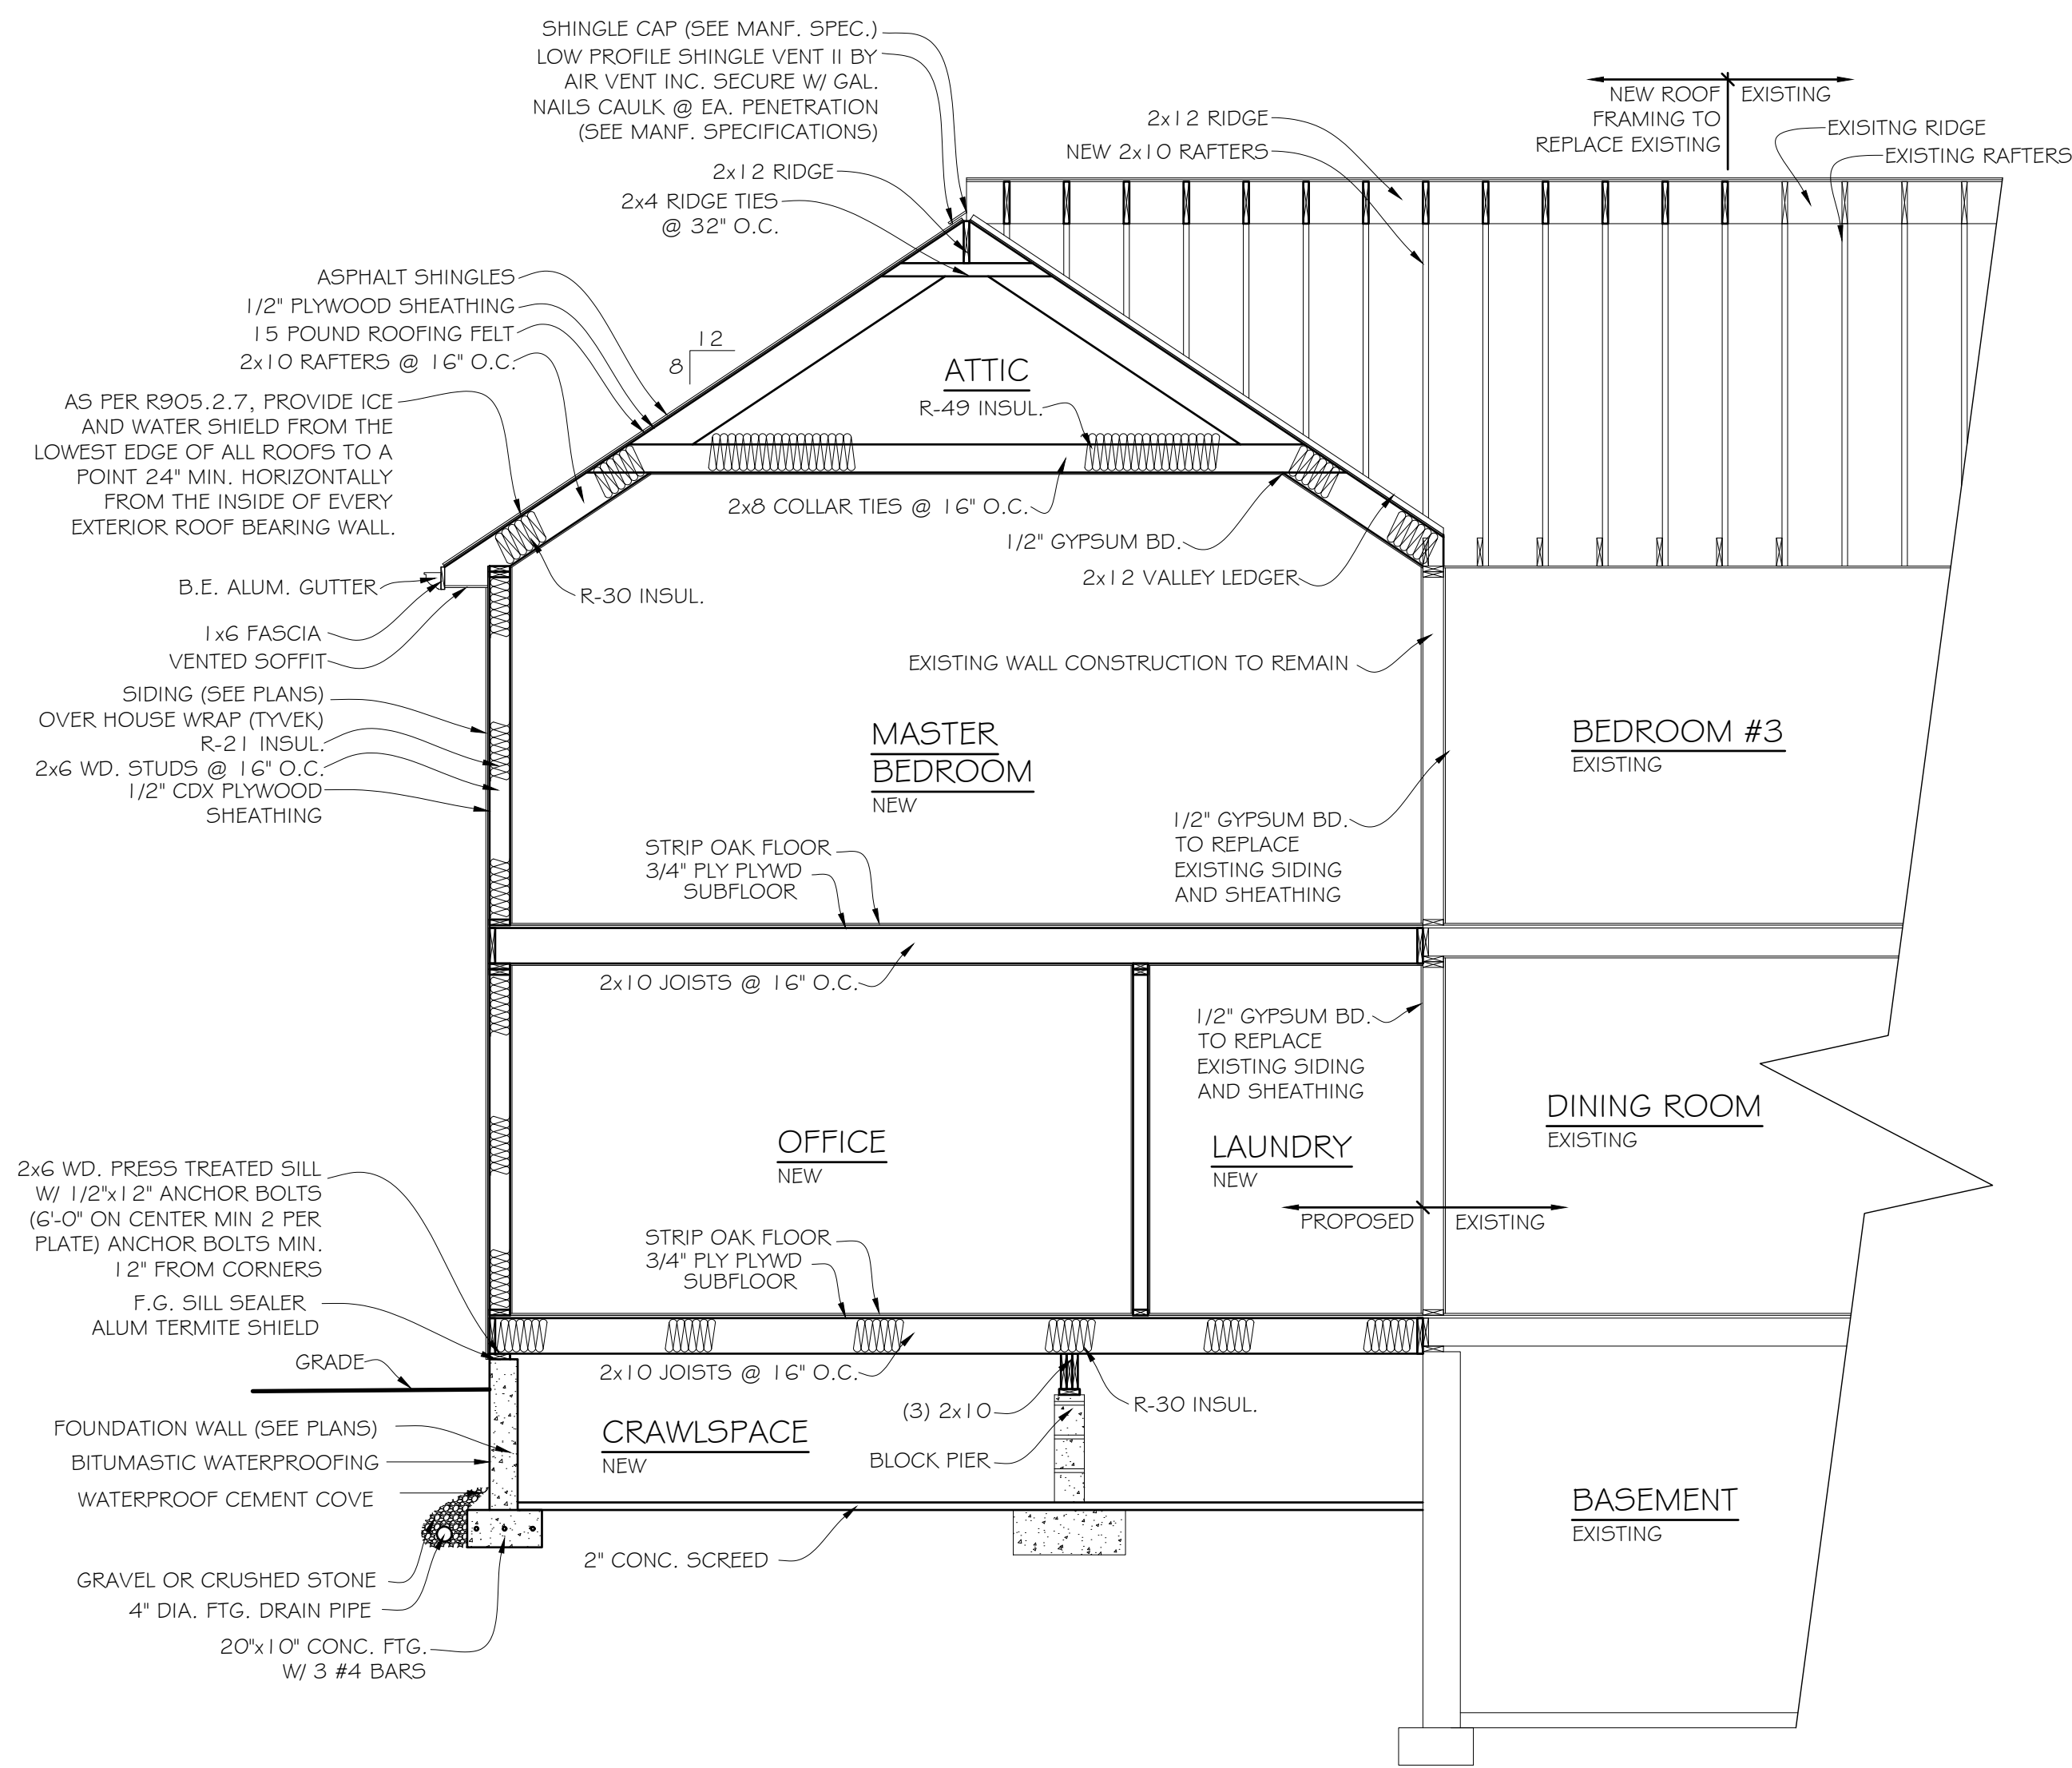 SHINGLE CAP (SEE MANF. SPEC.)
LOW PROFILE SHINGLE VENT II BY
AIR VENT INC. SECURE W/ GAL.
NAILS CAULK @ EA. PENETRATION
(SEE MANF. SPECIFICATIONS)
2x12 RIDGE
2x4 RIDGE TIES
@ 32" O.C.
2x12 RIDGE
NEW 2x10 RAFTERS
NEW ROOF
FRAMING TO
REPLACE EXISTING
EXISTING
EXISITNG RIDGE
EXISTING RAFTERS
ASPHALT SHINGLES
1/2" PLYWOOD SHEATHING
15 POUND ROOFING FELT
2x10 RAFTERS @ 16" O.C.
12
8
AS PER R905.2.7, PROVIDE ICE
AND WATER SHIELD FROM THE
LOWEST EDGE OF ALL ROOFS TO A
POINT 24" MIN. HORIZONTALLY
FROM THE INSIDE OF EVERY
EXTERIOR ROOF BEARING WALL.
ATTIC
R-49 INSUL.
2x8 COLLAR TIES @ 16" O.C.
1/2" GYPSUM BD.
2x12 VALLEY LEDGER
B.E. ALUM. GUTTER
R-30 INSUL.
1x6 FASCIA
VENTED SOFFIT
EXISTING WALL CONSTRUCTION TO REMAIN
SIDING (SEE PLANS)
OVER HOUSE WRAP (TYVEK)
R-21 INSUL.
2x6 WD. STUDS @ 16" O.C.
1/2" CDX PLYWOOD
SHEATHING
MASTER
BEDROOM
NEW
BEDROOM #3
EXISTING
1/2" GYPSUM BD.
TO REPLACE
EXISTING SIDING
AND SHEATHING
STRIP OAK FLOOR
3/4" PLY PLYWD
SUBFLOOR
2x10 JOISTS @ 16" O.C.
1/2" GYPSUM BD.
TO REPLACE
EXISTING SIDING
AND SHEATHING
OFFICE
NEW
LAUNDRY
NEW
DINING ROOM
EXISTING
PROPOSED
EXISTING
2x6 WD. PRESS TREATED SILL
W/ 1/2"x12" ANCHOR BOLTS
(6'-0" ON CENTER MIN 2 PER
PLATE) ANCHOR BOLTS MIN.
12" FROM CORNERS
F.G. SILL SEALER
ALUM TERMITE SHIELD
GRADE
STRIP OAK FLOOR
3/4" PLY PLYWD
SUBFLOOR
2x10 JOISTS @ 16" O.C.
(3) 2x10
R-30 INSUL.
BLOCK PIER
CRAWLSPACE
NEW
FOUNDATION WALL (SEE PLANS)
BITUMASTIC WATERPROOFING
WATERPROOF CEMENT COVE
BASEMENT
EXISTING
2" CONC. SCREED
GRAVEL OR CRUSHED STONE
4" DIA. FTG. DRAIN PIPE
20"x10" CONC. FTG.
W/ 3 #4 BARS